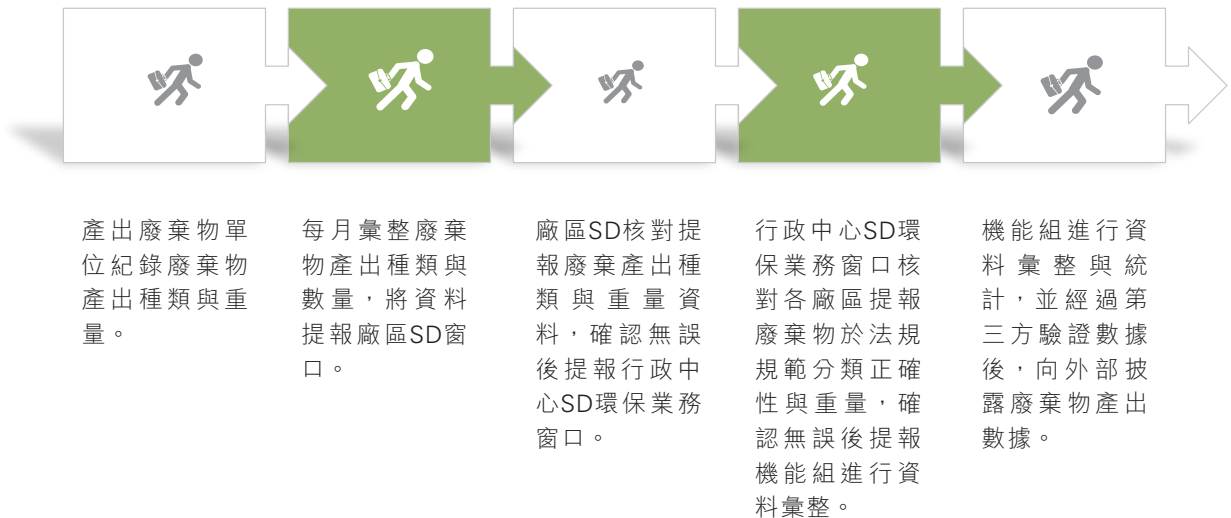 產出廢棄物單
位紀錄廢棄物
產出種類與重
量。
每月彙整廢棄
物產出種類與
數量，將資料
提報廠區SD窗
口。
廠區SD核對提
報廢棄產出種
類與重量資
料，確認無誤
後提報行政中
心SD環保業務
窗口。
行政中心SD環
保業務窗口核
對各廠區提報
廢棄物於法規
規範分類正確
性與重量，確
認無誤後提報
機能組進行資
料彙整。
機能組進行資
料彙整與統
計，並經過第
三方驗證數據
後，向外部披
露廢棄物產出
數據。